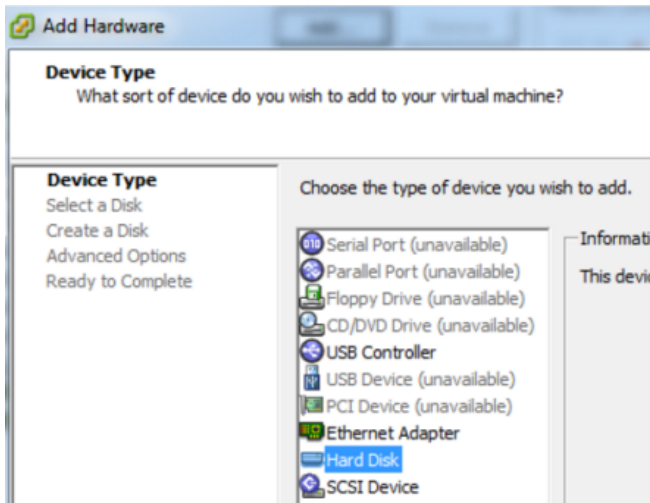 Add Hardware
Device Type
What sort of device do you wish to add to your virtual machine?
Device Type
Select a Disk
Create a Disk
Advanced Options
Ready to Complete
Choose the type of device you wish to add.
Serial Port (unavailable)
Parallel Port (unavailable)
Floppy Drive (unavailable)
CD/DVD Drive (unavailable)
USB Controller
USB Device (unavailable)
PCI Device (unavailable)
Ethernet Adapter
Hard Disk
SCSI Device
Informati
This devic